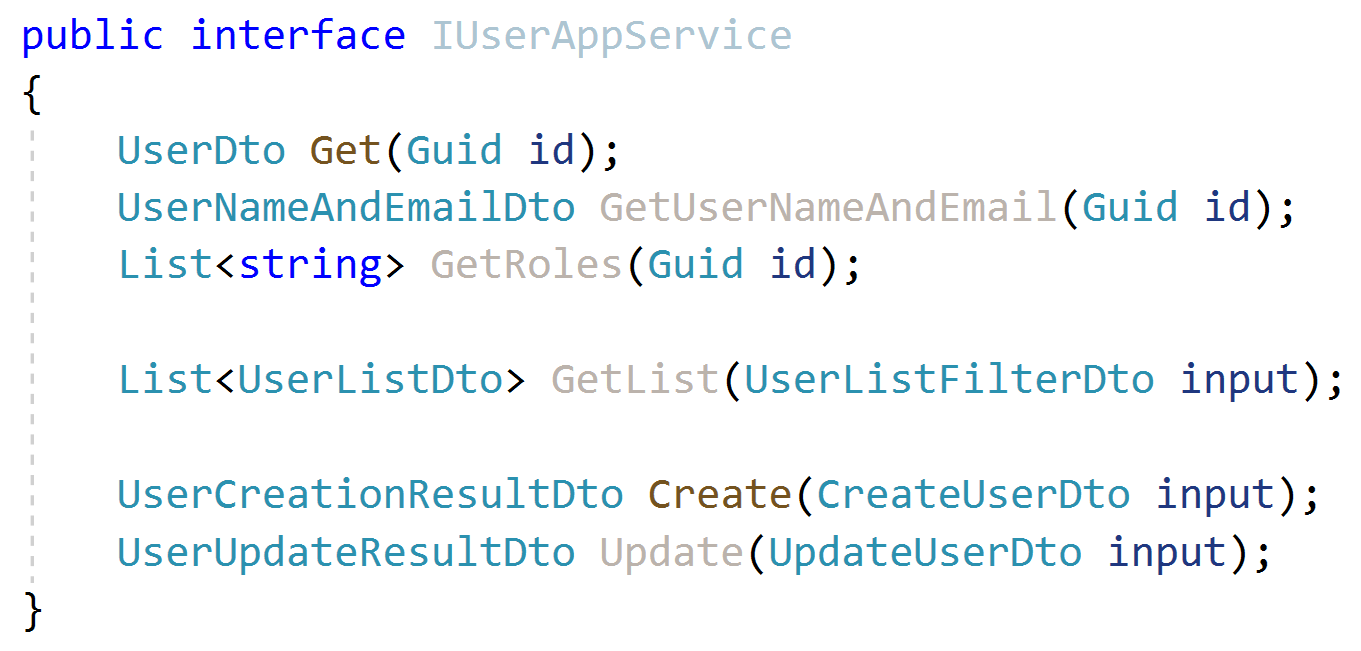 public interface IUserAppService
{
UserDto Get(Guid id);
UserNameAndEmailDto GetUserNameAndEmail(Guid id);
List<string> GetRoles(Guid id);
List<UserListDto> GetList(UserListFilterDto input);
UserCreationResultDto Create(CreateUserDto input);
UserUpdateResultDto Update(UpdateUserDto input);
}